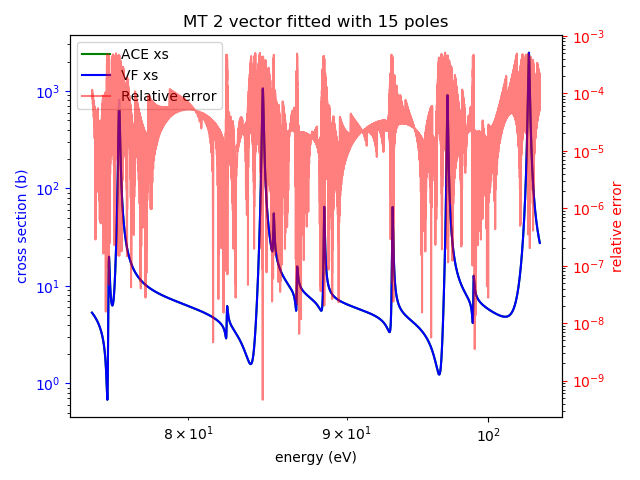 MT 2 vector fitted with 15 poles
ACE xs
VF xs
Relative error
cross section (b)
10³
10²
10¹
10⁰
relative error
10⁻³
10⁻⁴
10⁻⁵
10⁻⁶
10⁻⁷
10⁻⁸
10⁻⁹
8 × 10¹
9 × 10¹
10²
energy (eV)